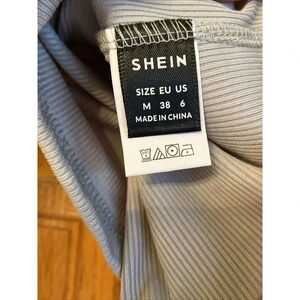 SHEIN
SIZE EU US
M 38 6
MADE IN CHINA